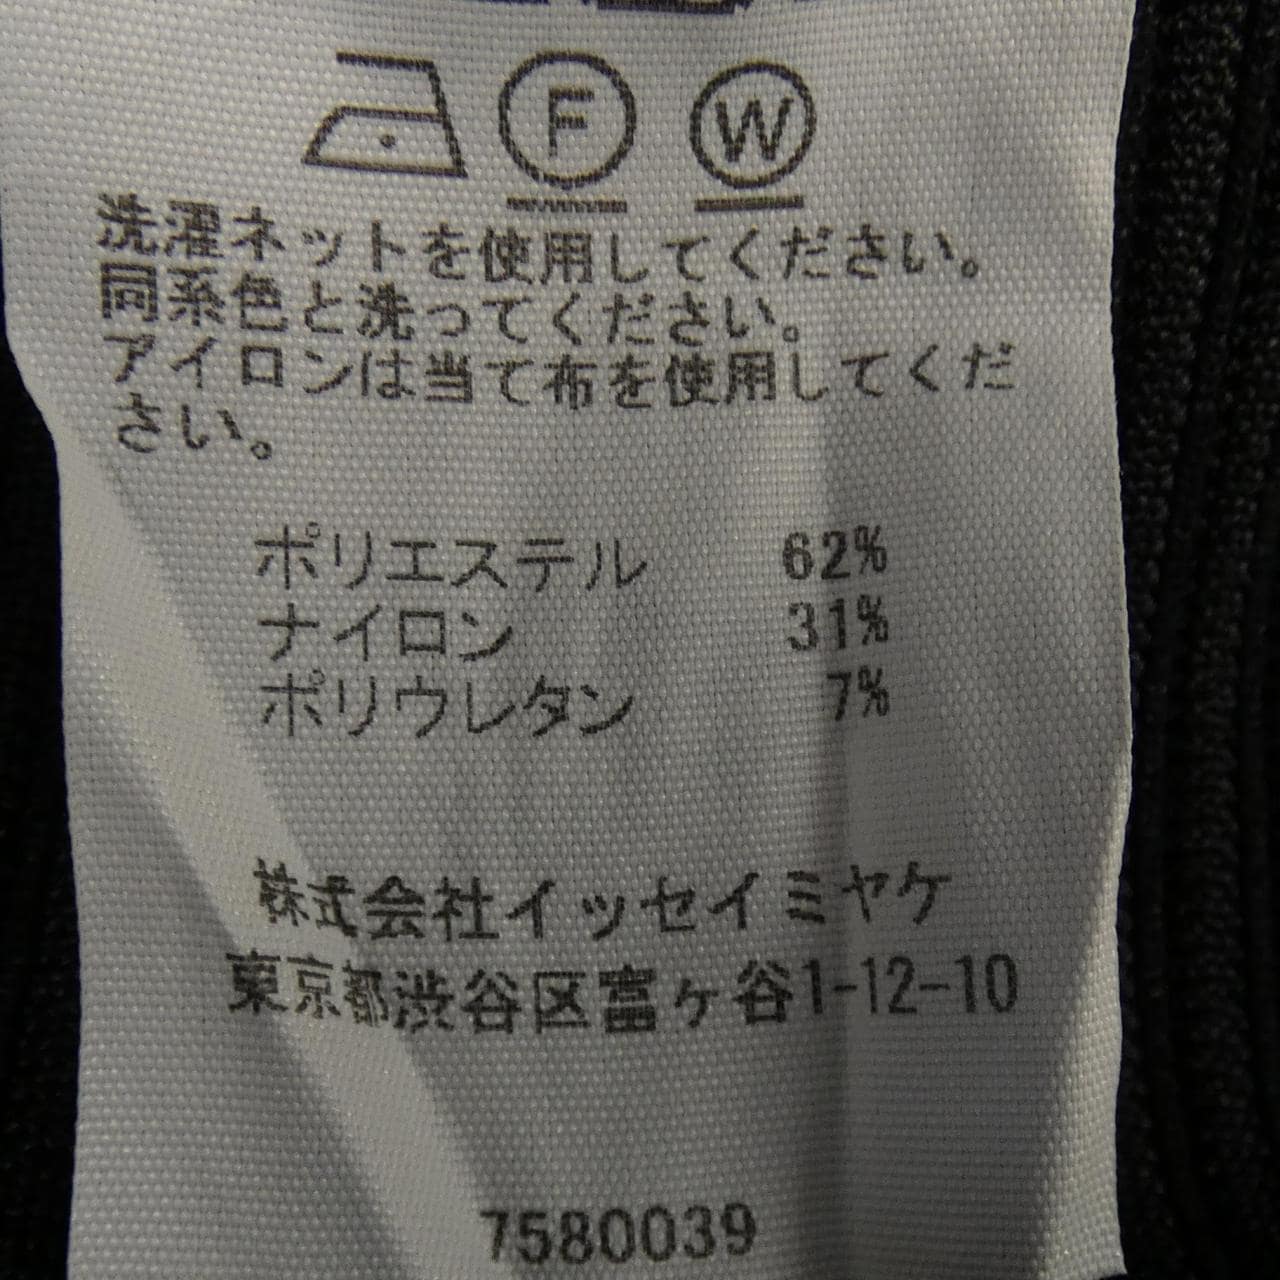 F W
洗濯ネットを使用してください。
同系色と洗ってください。
アイロンは当て布を使用してくだ
さい。
ポリエステル 62%
ナイロン 31%
ポリウレタン 7%
株式会社イッセイミヤケ
東京都渋谷区富ヶ谷1-12-10
7580039